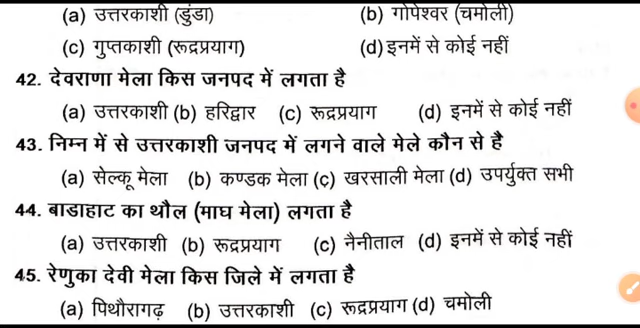 (a) उत्तरकाशी (डुंडा) (b) गोपेश्वर (चमोली)
(c) गुप्तकाशी (रूद्रप्रयाग) (d) इनमें से कोई नहीं
42. देवराणा मेला किस जनपद में लगता है
(a) उत्तरकाशी (b) हरिद्वार (c) रूद्रप्रयाग (d) इनमें से कोई नहीं
43. निम्न में से उत्तरकाशी जनपद में लगने वाले मेले कौन से है
(a) सेल्कू मेला (b) कण्डक मेला (c) खरसाली मेला (d) उपर्युक्त सभी
44. बाडाहाट का थौल (माघ मेला) लगता है
(a) उत्तरकाशी (b) रूद्रप्रयाग (c) नैनीताल (d) इनमें से कोई नहीं
45. रेणुका देवी मेला किस जिले में लगता है
(a) पिथौरागढ़ (b) उत्तरकाशी (c) रूद्रप्रयाग (d) चमोली